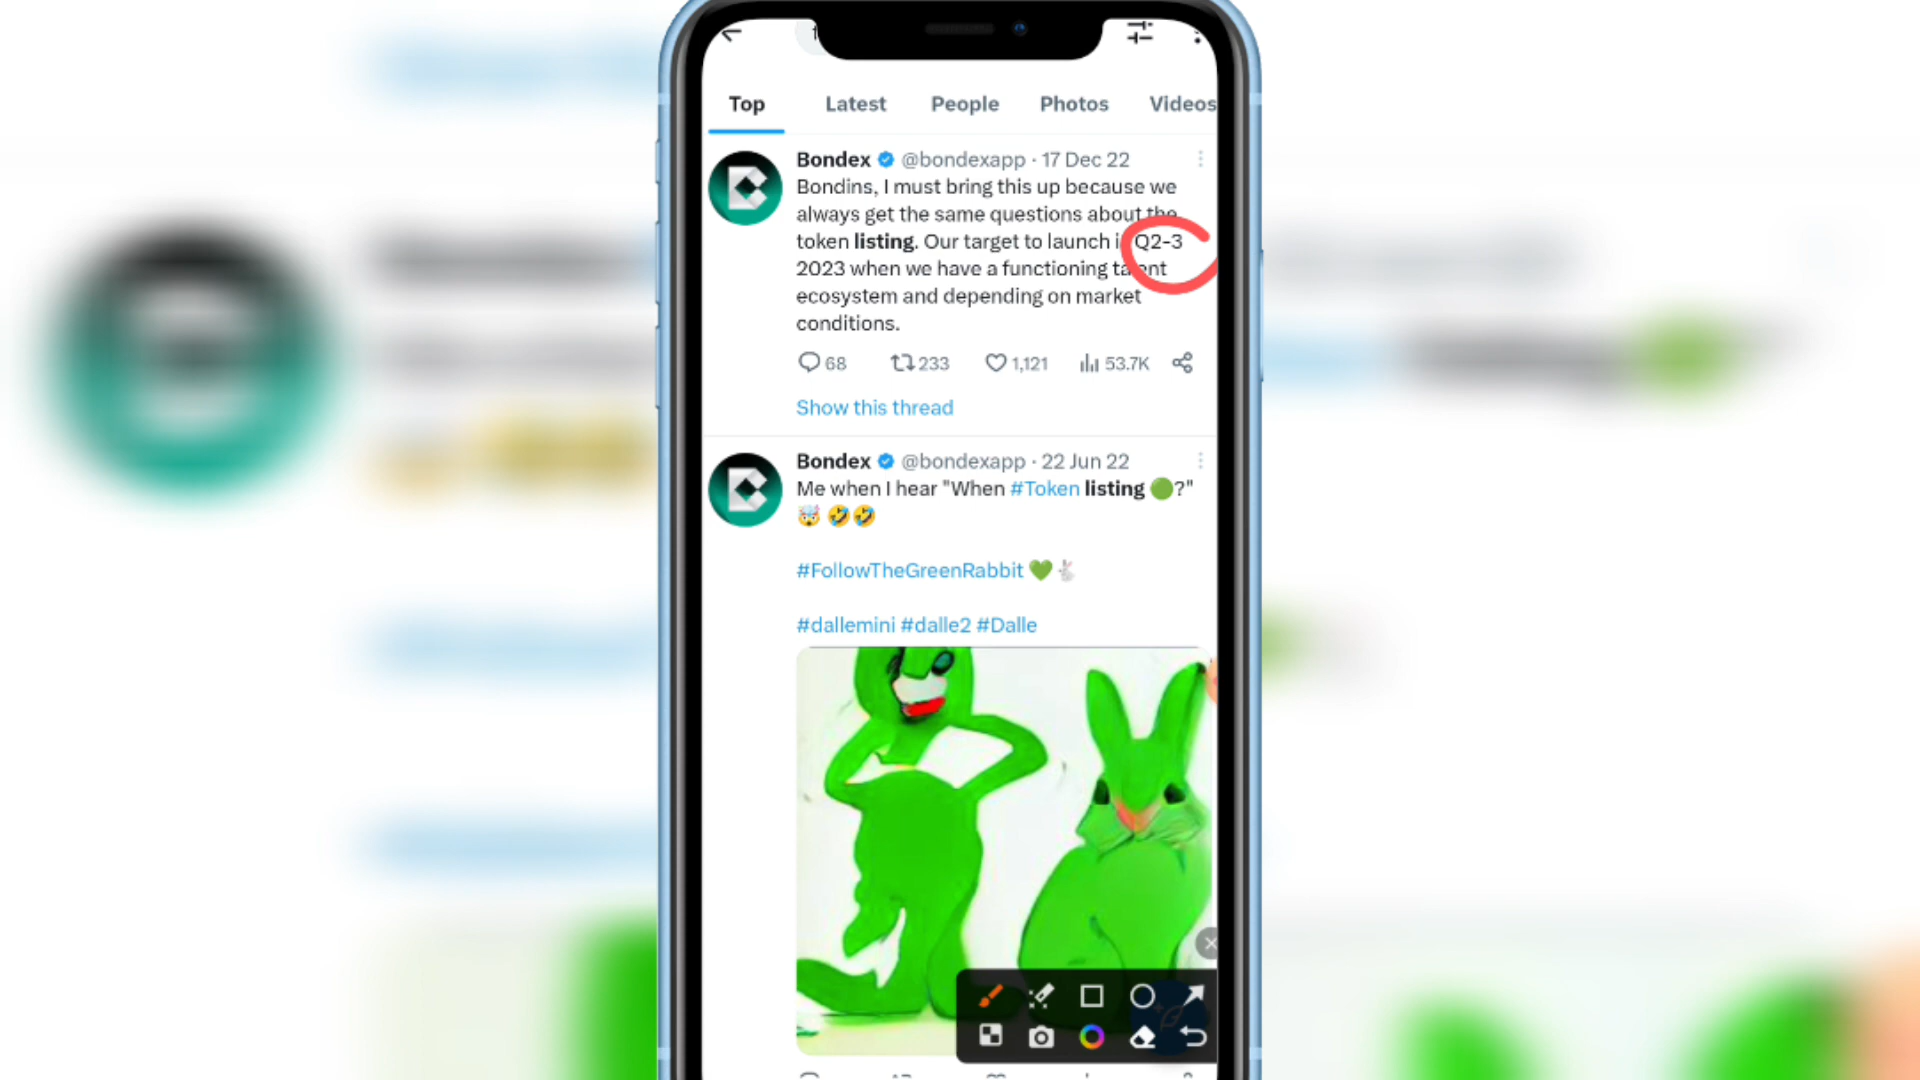 Top Latest People Photos Videos
Bondex @bondexapp · 17 Dec 22
Bondins, I must bring this up because we
always get the same questions about the
token listing. Our target to launch Q2-3
2023 when we have a functioning talent
ecosystem and depending on market
conditions.
68 233 1,121 53.7K
Show this thread
Bondex @bondexapp · 22 Jun 22
Me when I hear "When #Token listing 🟢?"
🤯 🤣🤣
#FollowTheGreenRabbit 💚🐇
#dallemini #dalle2 #Dalle